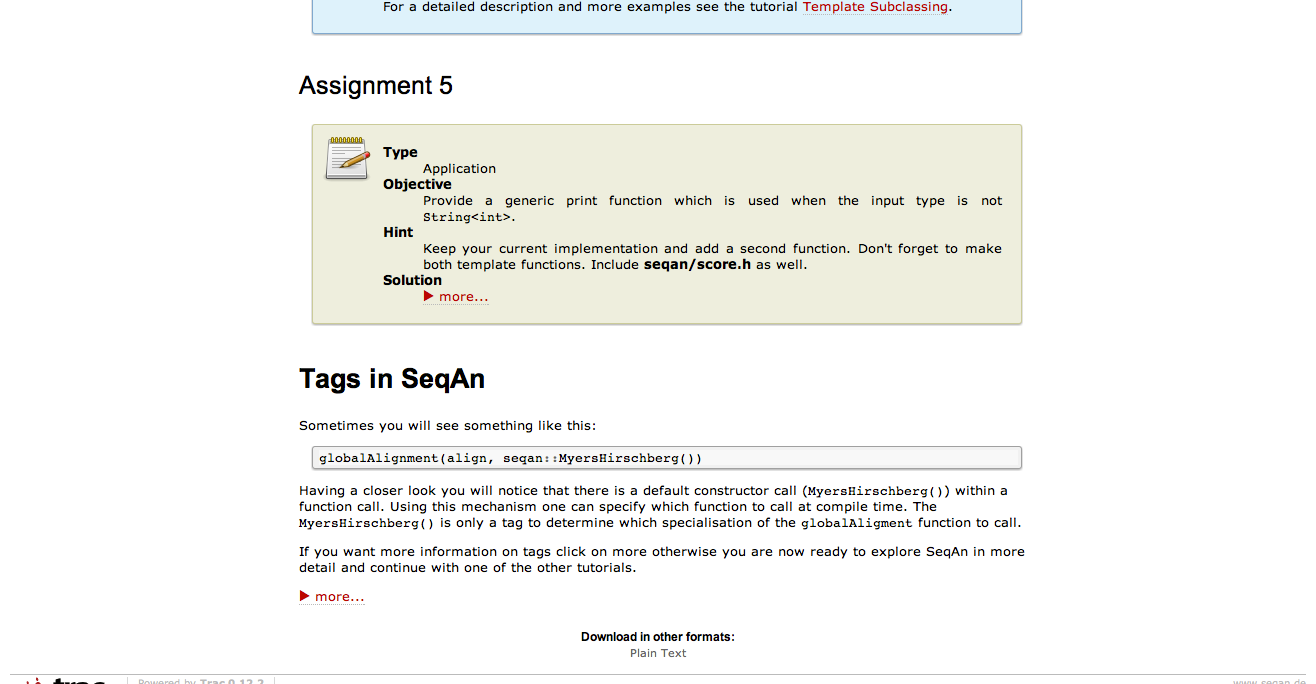 For a detailed description and more examples see the tutorial Template Subclassing.
Assignment 5
Type
Application
Objective
Provide a generic print function which is used when the input type is not
String<int>.
Hint
Keep your current implementation and add a second function. Don't forget to make
both template functions. Include seqan/score.h as well.
Solution
more...
Tags in SeqAn
Sometimes you will see something like this:
globalAlignment(align, seqan::MyersHirschberg())
Having a closer look you will notice that there is a default constructor call (MyersHirschberg()) within a
function call. Using this mechanism one can specify which function to call at compile time. The
MyersHirschberg() is only a tag to determine which specialisation of the globalAligment function to call.
If you want more information on tags click on more otherwise you are now ready to explore SeqAn in more
detail and continue with one of the other tutorials.
more...
Download in other formats:
Plain Text
trac Powered by Trac 0.12.2 www.seqan.de